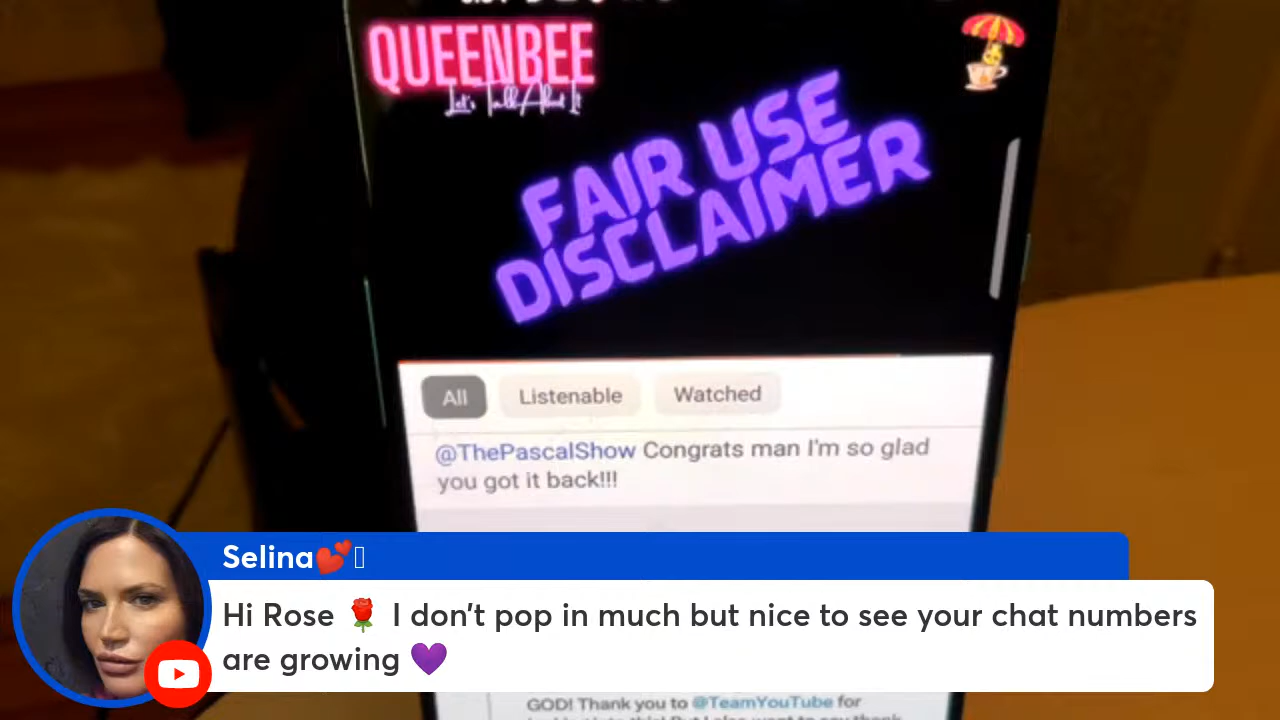 QUEENBEE
Let's Talk About It
FAIR USE
DISCLAIMER
All Listenable Watched
@ThePascalShow Congrats man I'm so glad
you got it back!!!
Selina💕
Hi Rose 🌹 I don't pop in much but nice to see your chat numbers
are growing 💜
GOD! Thank you to @TeamYouTube for